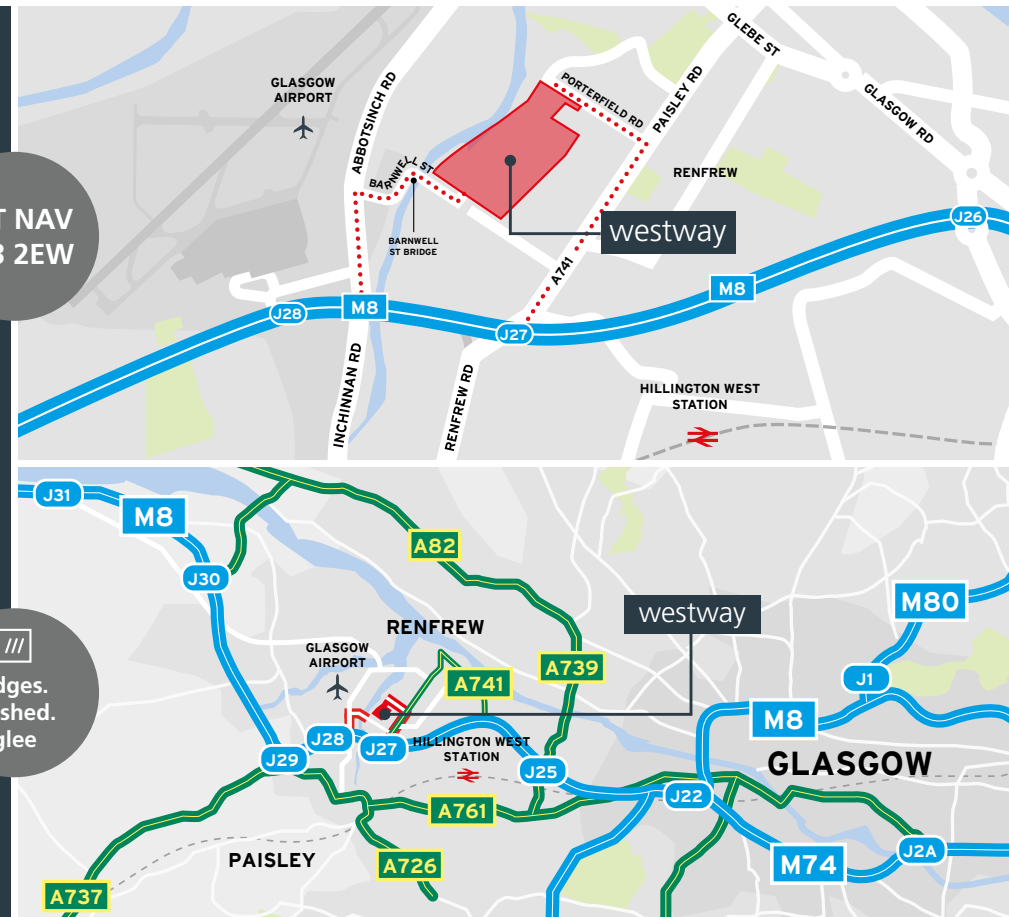 GLEBE ST
GLASGOW
AIRPORT
ABBOTSINCH RD
PORTERFIELD RD
PAISLEY RD
GLASGOW RD
BARNWELL ST
RENFREW
T NAV
2EW
BARNWELL
ST BRIDGE
westway
J26
A741
M8
J28
M8
J27
INCHINNAN RD
RENFREW RD
HILLINGTON WEST
STATION
J31
M8
A82
J30
M80
westway
RENFREW
///
GLASGOW
AIRPORT
A739
A741
J1
dges.
shed.
glee
M8
J28
J27
HILLINGTON WEST
STATION
J29
J25
GLASGOW
J22
A761
PAISLEY
A726
M74
J2A
A737